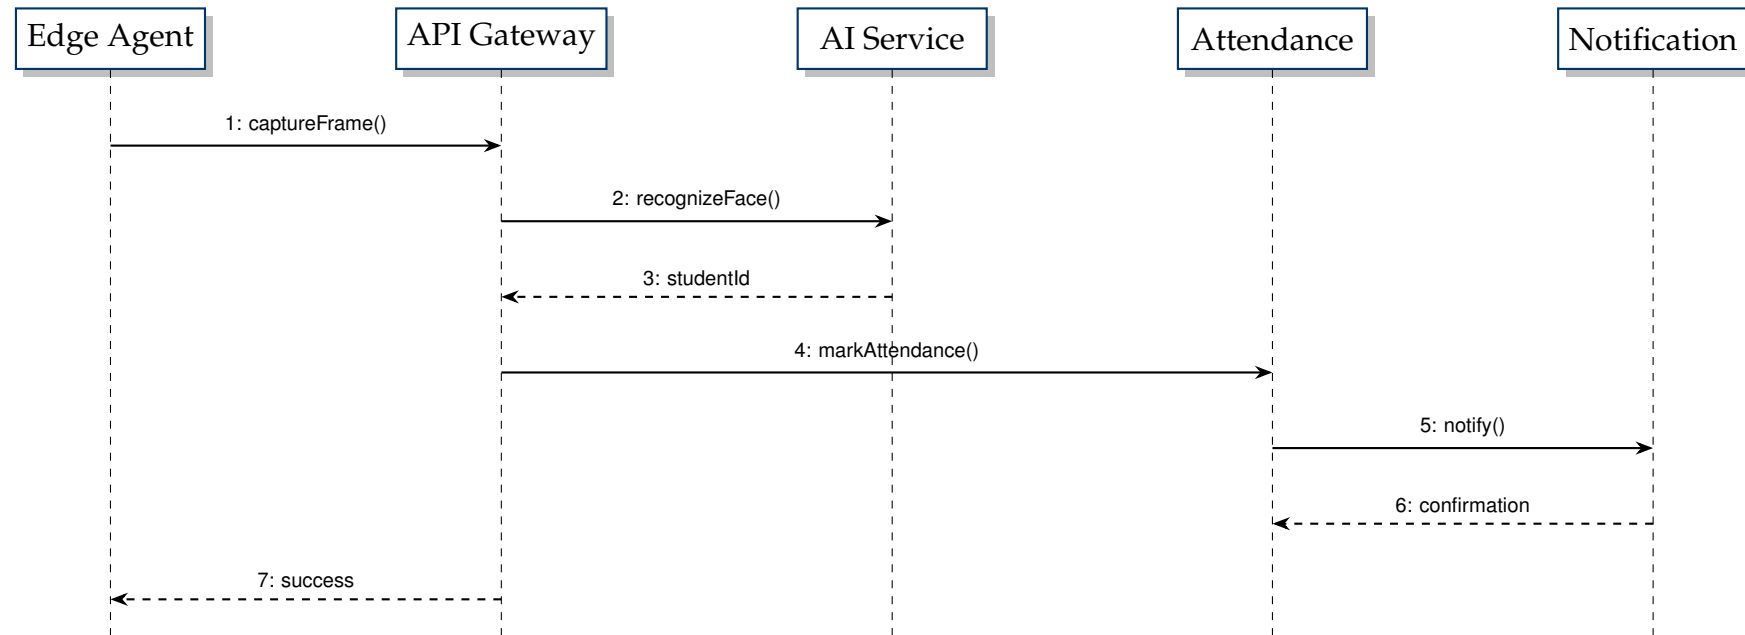 Edge Agent
API Gateway
AI Service
Attendance
Notification
1: captureFrame()
2: recognizeFace()
3: studentId
4: markAttendance()
5: notify()
6: confirmation
7: success